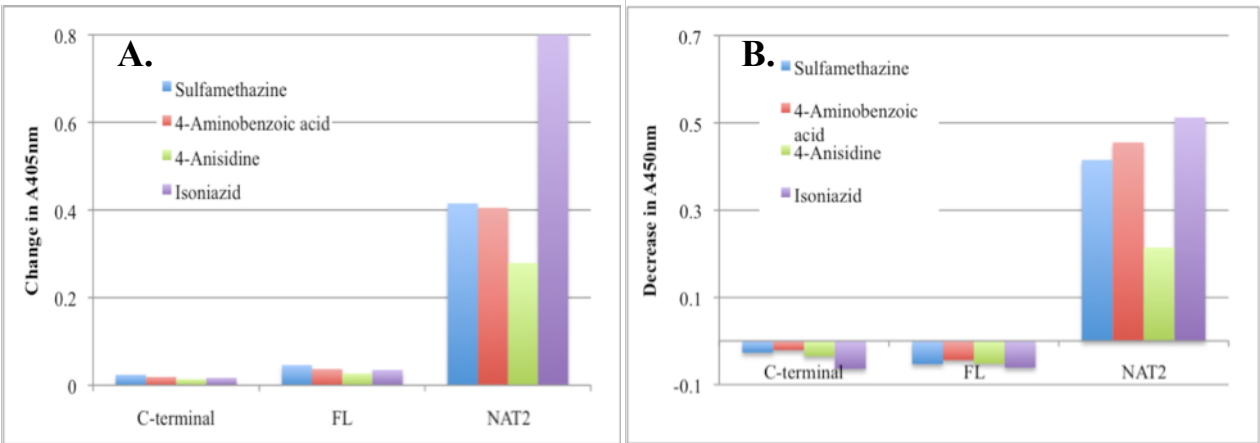 A.
0.8
0.6
0.4
0.2
0
Change in A405nm
Sulfamethazine
4-Aminobenzoic acid
4-Anisidine
Isoniazid
C-terminal FL NAT2
B.
0.7
0.5
0.3
0.1
-0.1
Decrease in A450nm
Sulfamethazine
4-Aminobenzoic
acid
4-Anisidine
Isoniazid
C-terminal FL NAT2